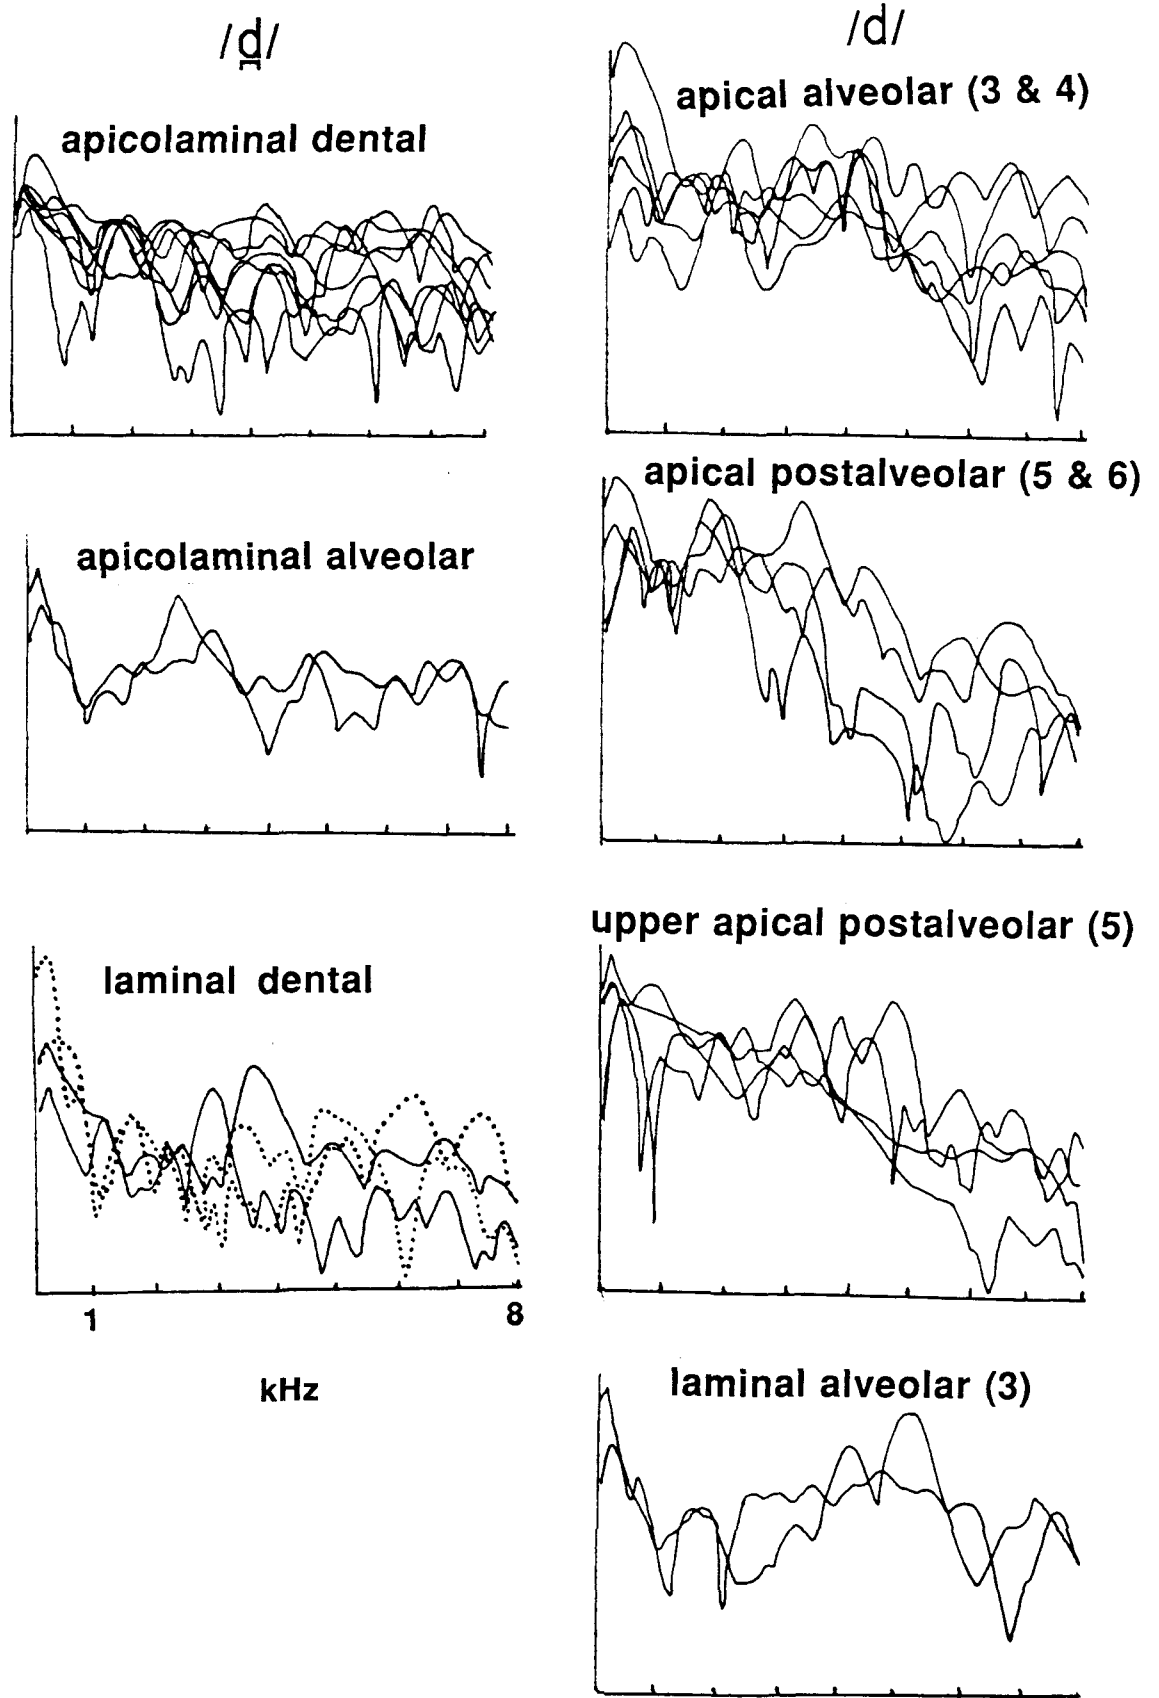 /d̻/
apicolaminal dental
apicolaminal alveolar
laminal dental
1
8
kHz
/d/
apical alveolar (3 & 4)
apical postalveolar (5 & 6)
upper apical postalveolar (5)
laminal alveolar (3)